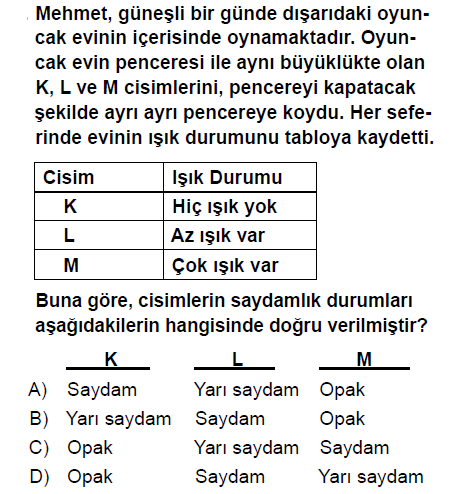 Mehmet, güneşli bir günde dışarıdaki oyun-
cak evinin içerisinde oynamaktadır. Oyun-
cak evin penceresi ile aynı büyüklükte olan
K, L ve M cisimlerini, pencereyi kapatacak
şekilde ayrı ayrı pencereye koydu. Her sefe-
rinde evinin ışık durumunu tabloya kaydetti.
Cisim Işık Durumu
K Hiç ışık yok
L Az ışık var
M Çok ışık var
Buna göre, cisimlerin saydamlık durumları
aşağıdakilerin hangisinde doğru verilmiştir?
K L M
A) Saydam Yarı saydam Opak
B) Yarı saydam Saydam Opak
C) Opak Yarı saydam Saydam
D) Opak Saydam Yarı saydam